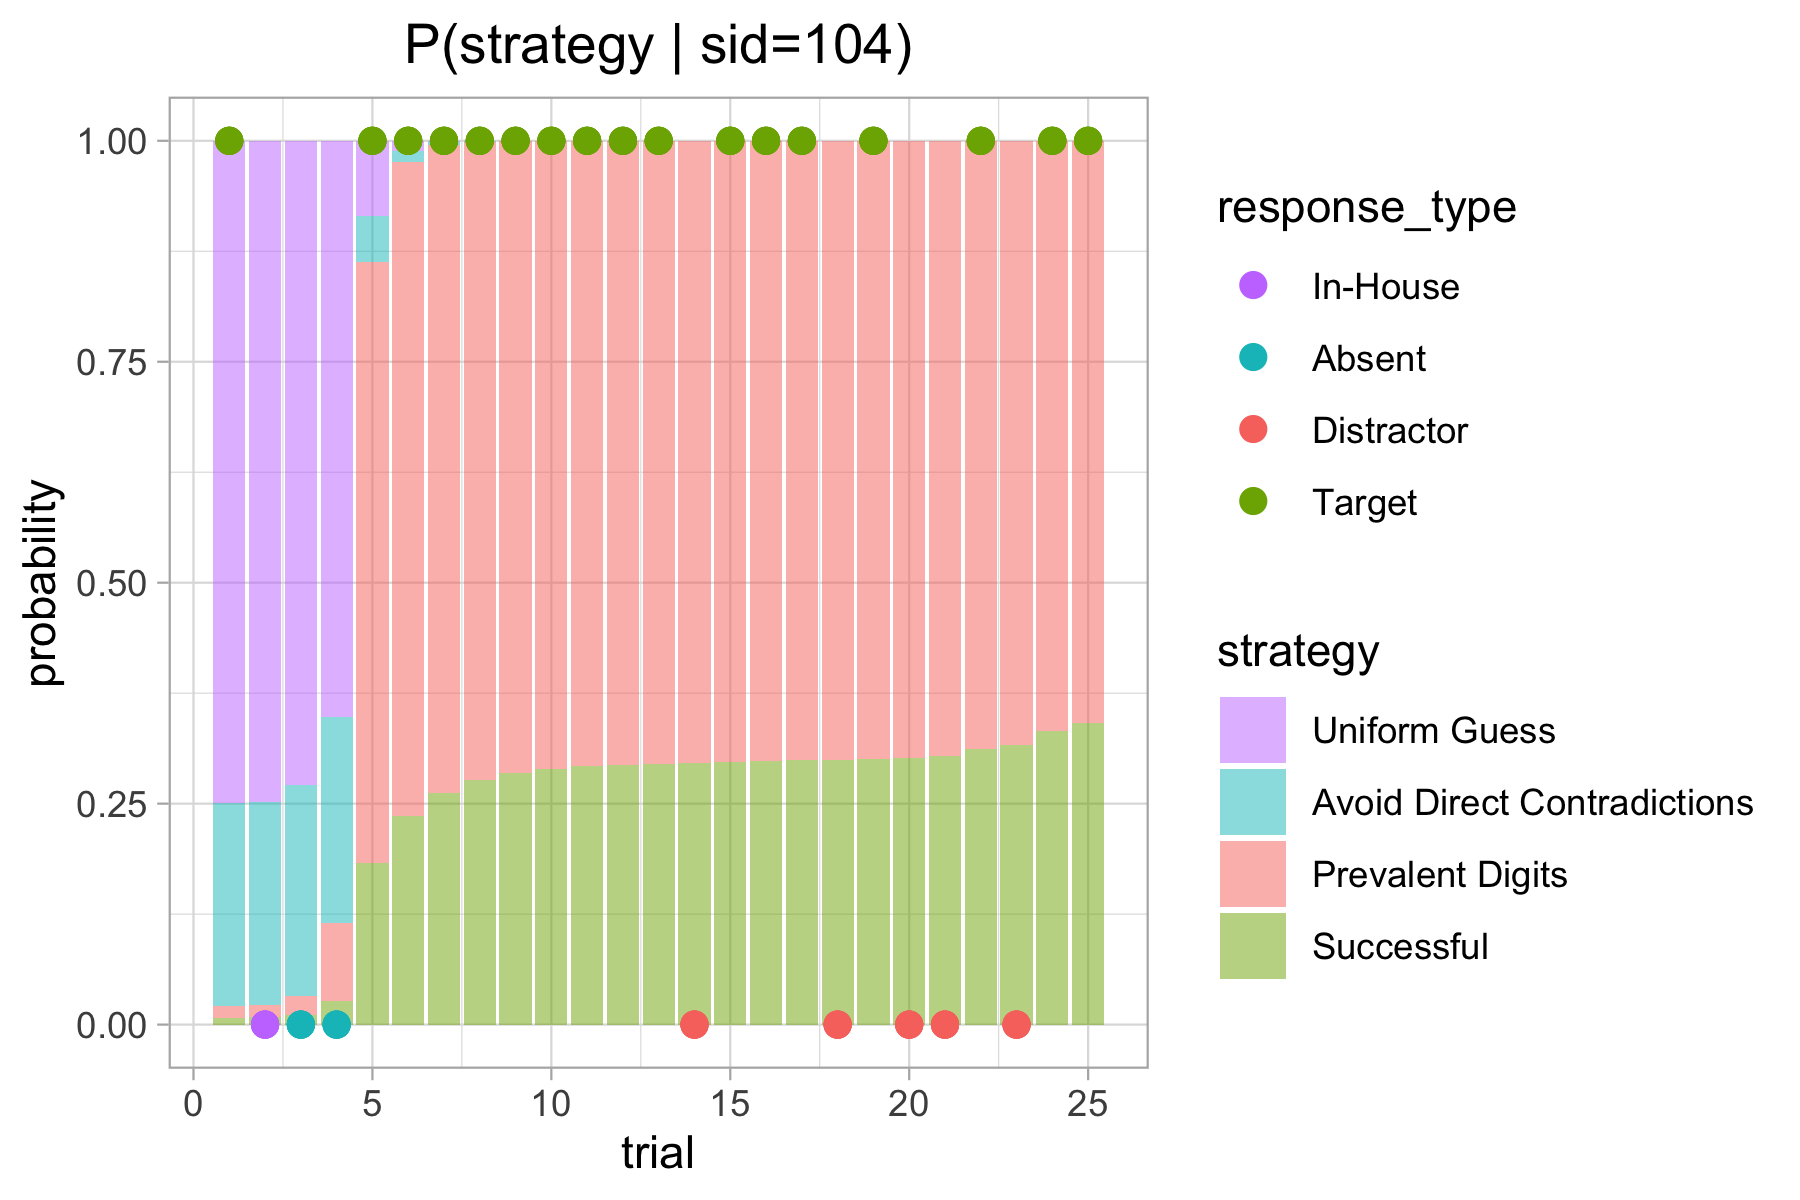 P(strategy | sid=104)
1.00
0.75
0.50
0.25
0.00
probability
0 5 10 15 20 25
trial
response_type
In-House
Absent
Distractor
Target
strategy
Uniform Guess
Avoid Direct Contradictions
Prevalent Digits
Successful